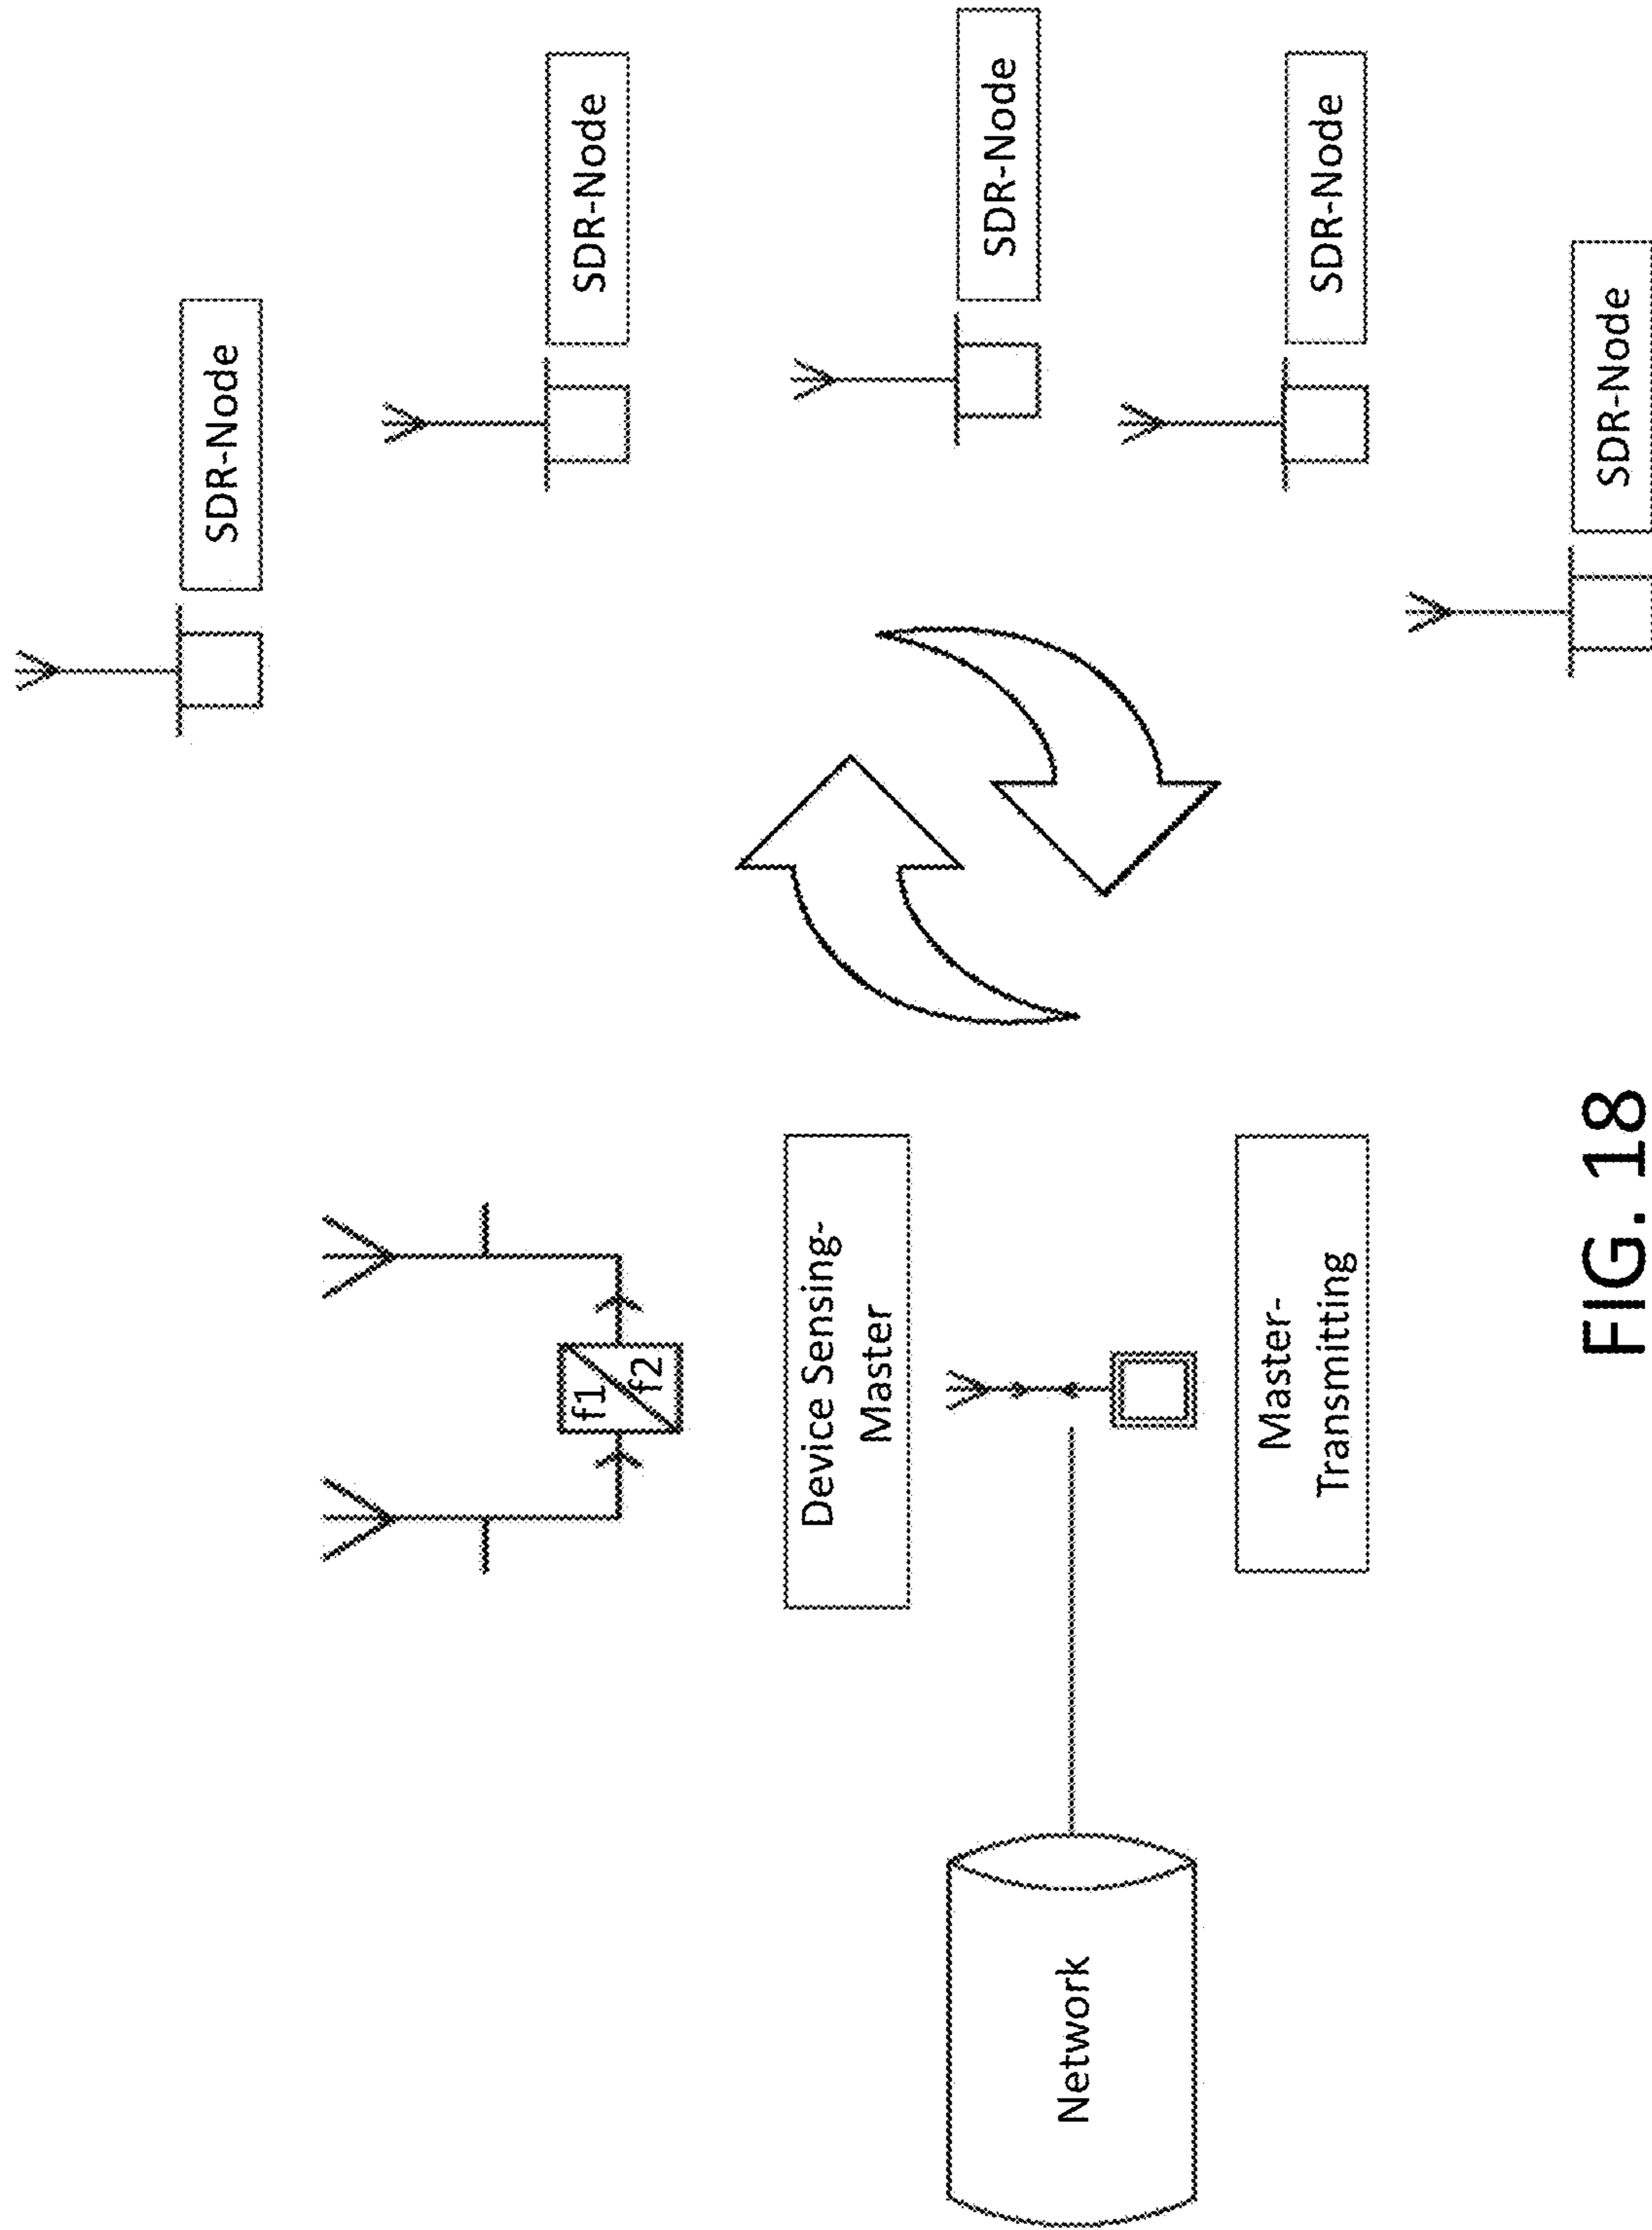 SDR-Node
SDR-Node
SDR-Node
SDR-Node
SDR-Node
f1
f2
Device Sensing-
Master
Network
Master-
Transmitting
FIG. 18